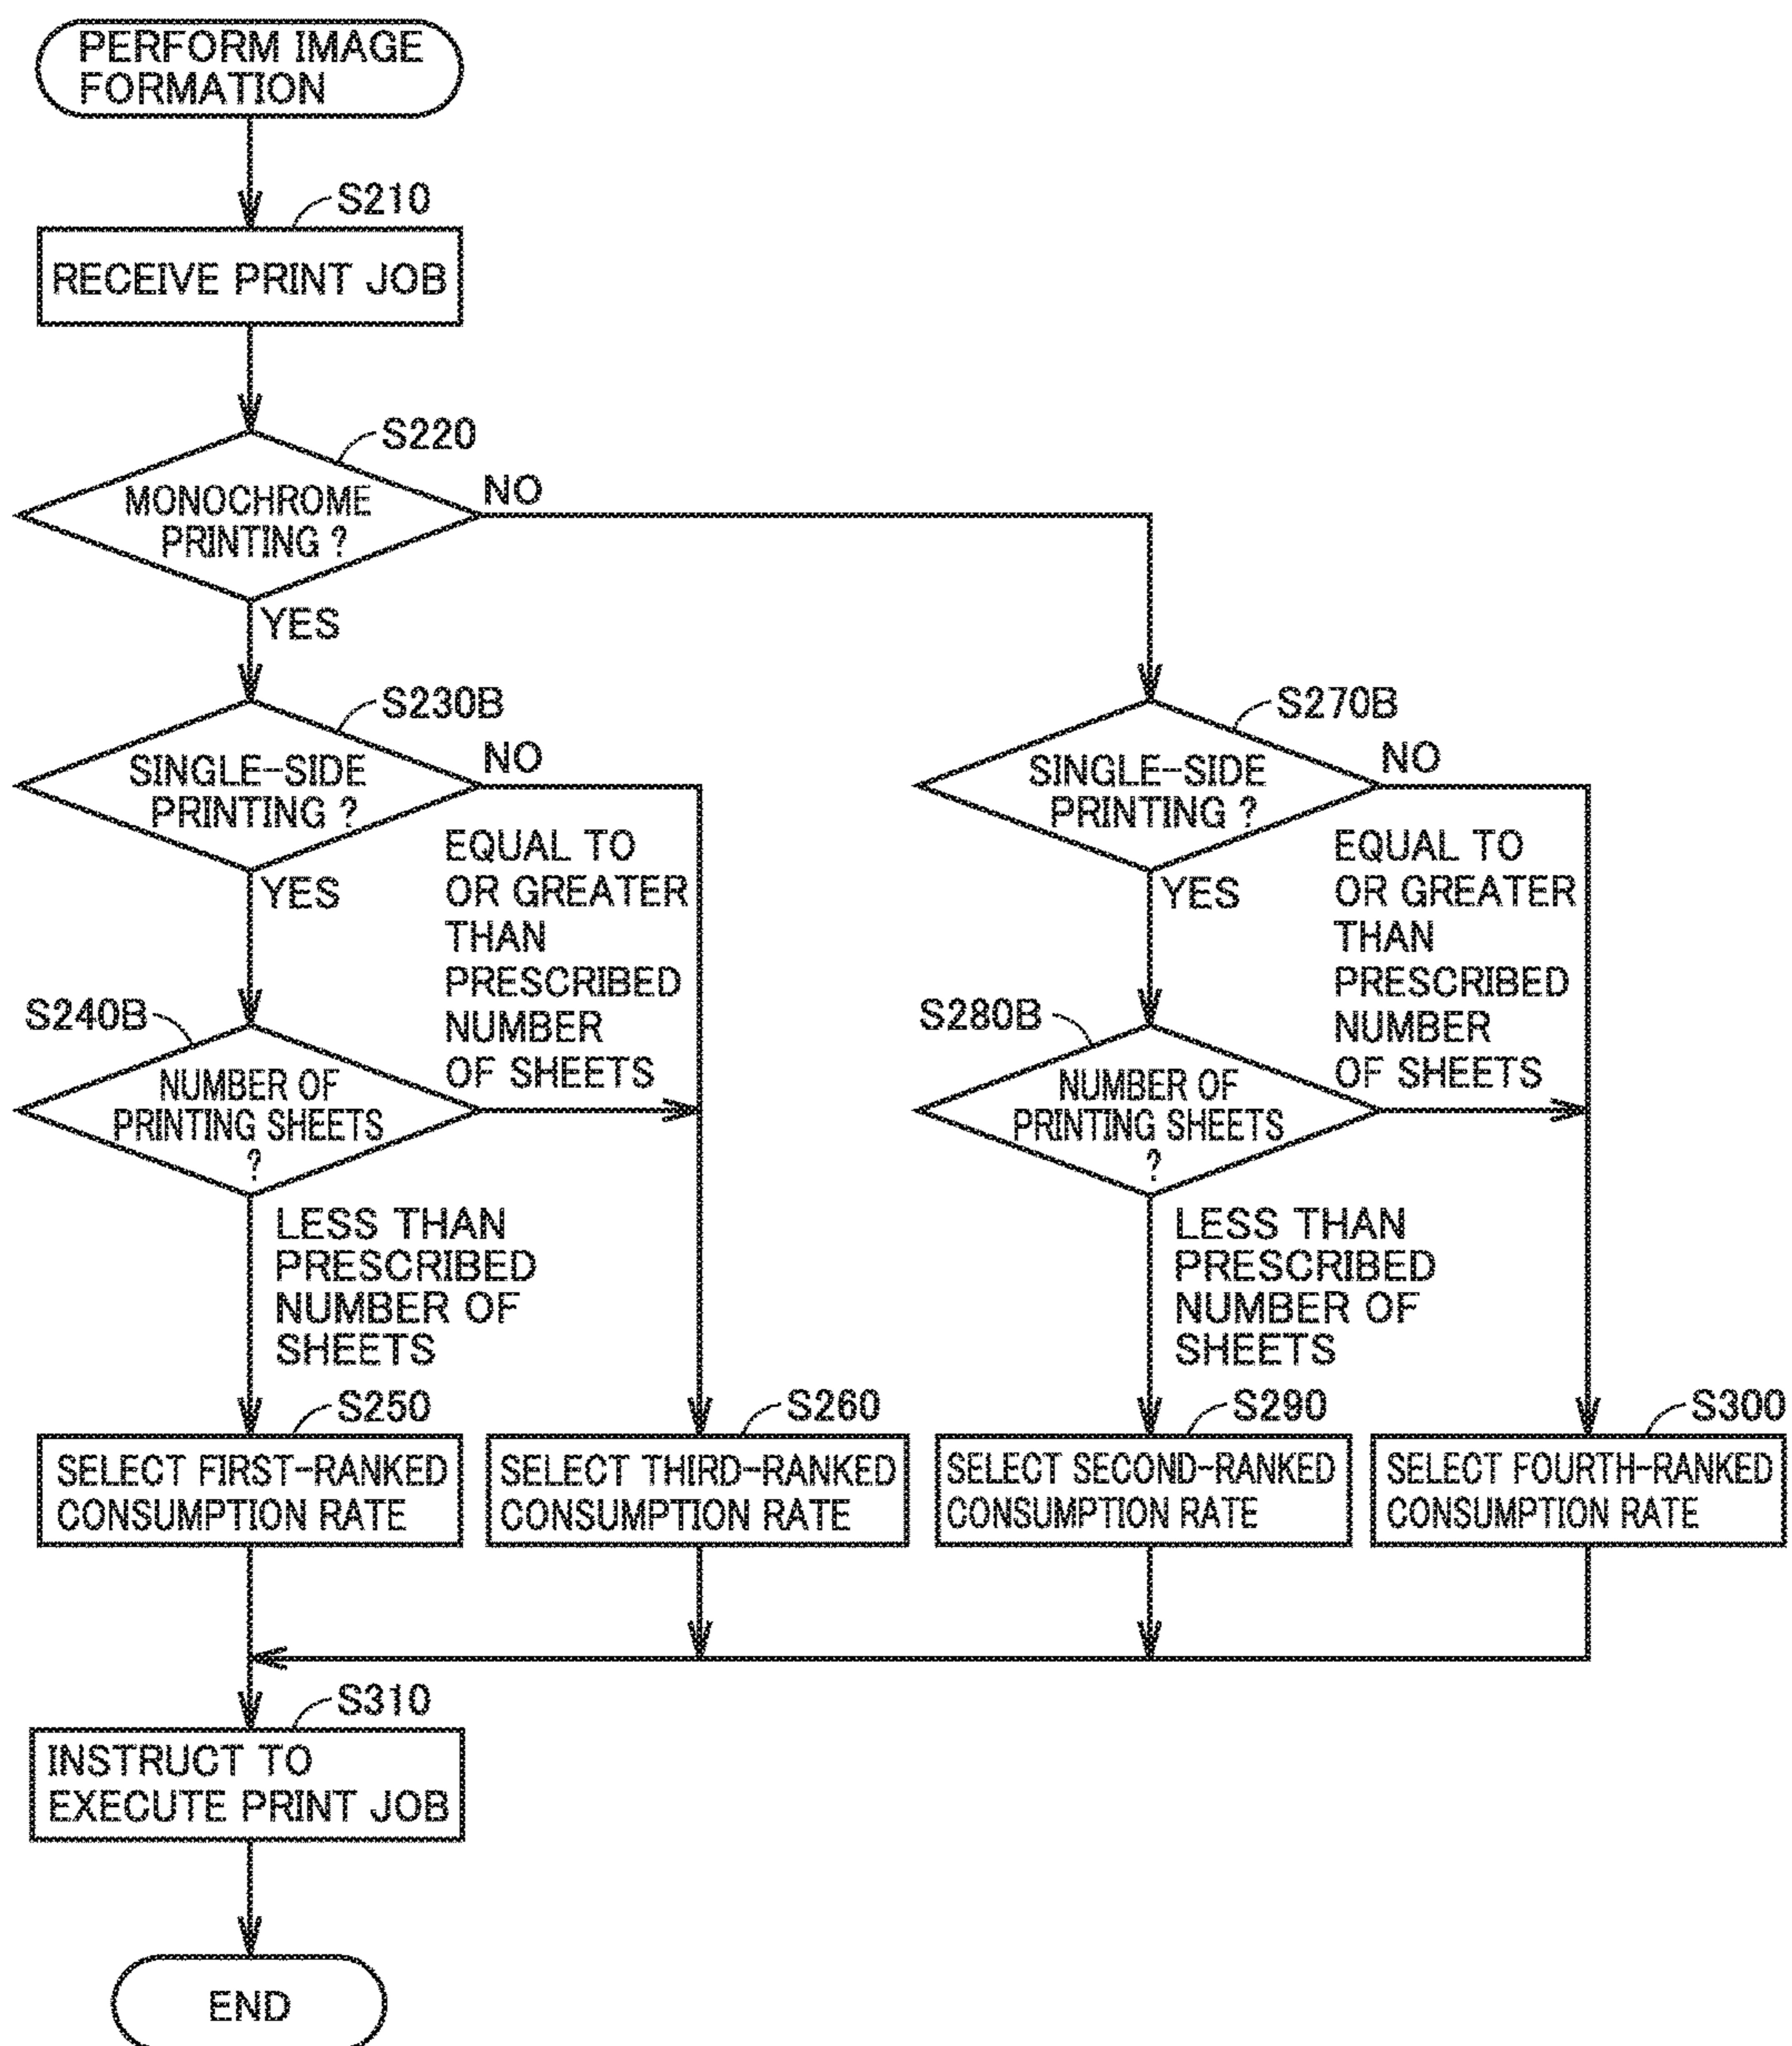 PERFORM IMAGE
FORMATION
S210
RECEIVE PRINT JOB
S220
MONOCHROME
PRINTING ?
NO
YES
S230B
SINGLE-SIDE
PRINTING ?
NO
YES
S270B
SINGLE-SIDE
PRINTING ?
NO
YES
EQUAL TO
OR GREATER
THAN
PRESCRIBED
NUMBER
OF SHEETS
EQUAL TO
OR GREATER
THAN
PRESCRIBED
NUMBER
OF SHEETS
S240B
NUMBER OF
PRINTING SHEETS
?
LESS THAN
PRESCRIBED
NUMBER OF
SHEETS
S280B
NUMBER OF
PRINTING SHEETS
?
LESS THAN
PRESCRIBED
NUMBER OF
SHEETS
S250
SELECT FIRST-RANKED
CONSUMPTION RATE
S260
SELECT THIRD-RANKED
CONSUMPTION RATE
S290
SELECT SECOND-RANKED
CONSUMPTION RATE
S300
SELECT FOURTH-RANKED
CONSUMPTION RATE
S310
INSTRUCT TO
EXECUTE PRINT JOB
END